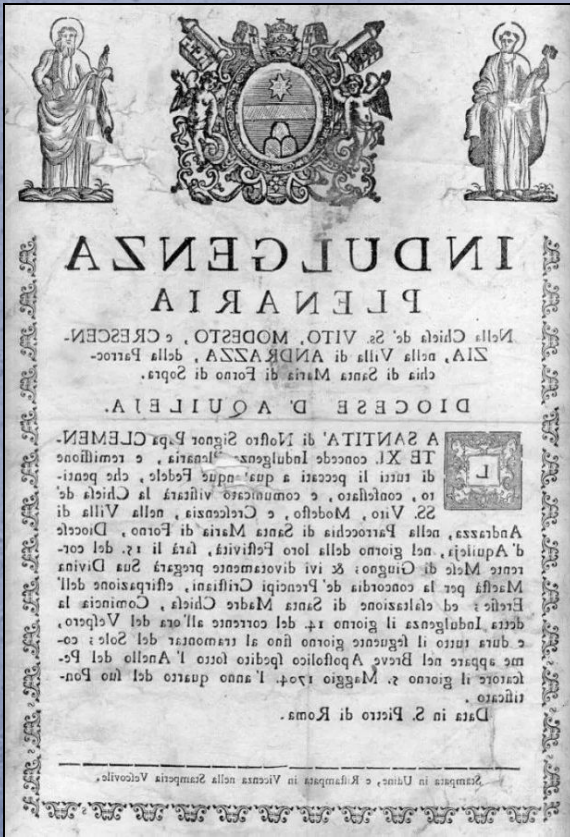 INDULGENZA
PLENARIA
Nella Chieſa de' Ss. VITO, MODESTO, e CRESCEN-
ZIA, nella Villa di ANDRAZZA, della Parroc-
chia di Santa Maria di Forno di Sopra.
DIOCESE D'AQUILEJA.
LA SANTITA' di Noſtro Signor Papa CLEMEN-
TE XI. concede Indulgenza Plenaria, e remiſſione
di tutti li peccati a qualunque Fedele, che penti-
to, confeſſato, e comunicato viſitarà la Chieſa de'
SS. Vito, Modeſto, e Creſcenzia, nella Villa di
Andrazza, nella Parrocchia di Santa Maria di Forno, Dioceſe
d'Aquileja, nel giorno della loro Feſtività, ſarà li 15. del cor-
rente Meſe di Giugno; & ivi divotamente pregarà Sua Divina
Maeſtà per la concordia de' Prencipi Criſtiani, eſtirpazione dell'
Ereſie; ed eſaltazione di Santa Madre Chieſa, Comincia la
detta Indulgenza il giorno 14. del corrente all'ora del Veſpero,
e dura tutto il ſeguente giorno fino al tramontar del Sole; co-
me appare nel Breve Apoſtolico ſpedito ſotto l'Anello del Pe-
ſcatore il giorno 5. Maggio 1704. l'anno quarto del ſuo Pon-
tificato.
Data in S. Pietro di Roma.
Stampata in Udine, e Riſtampata in Vicenza nella Stamperia Veſcovile.